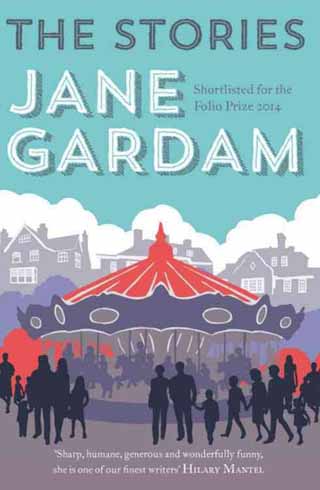 THE STORIES
JANE
GARDAM
Shortlisted for the
Folio Prize 2014
'Sharp, humane, generous and wonderfully funny,
she is one of our finest writers' HILARY MANTEL